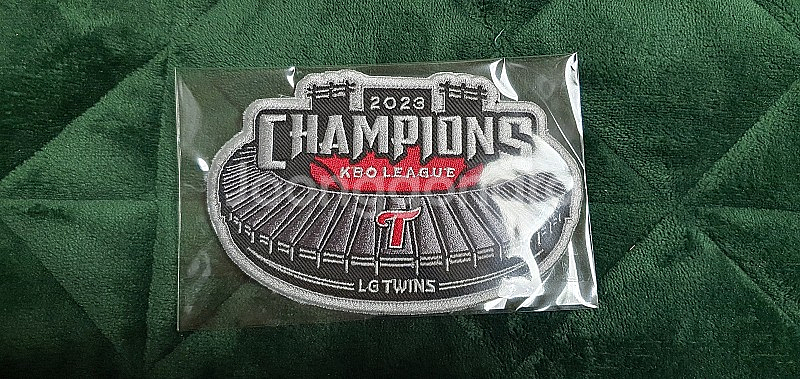 2023
CHAMPIONS
KBO LEAGUE
T
LG TWINS